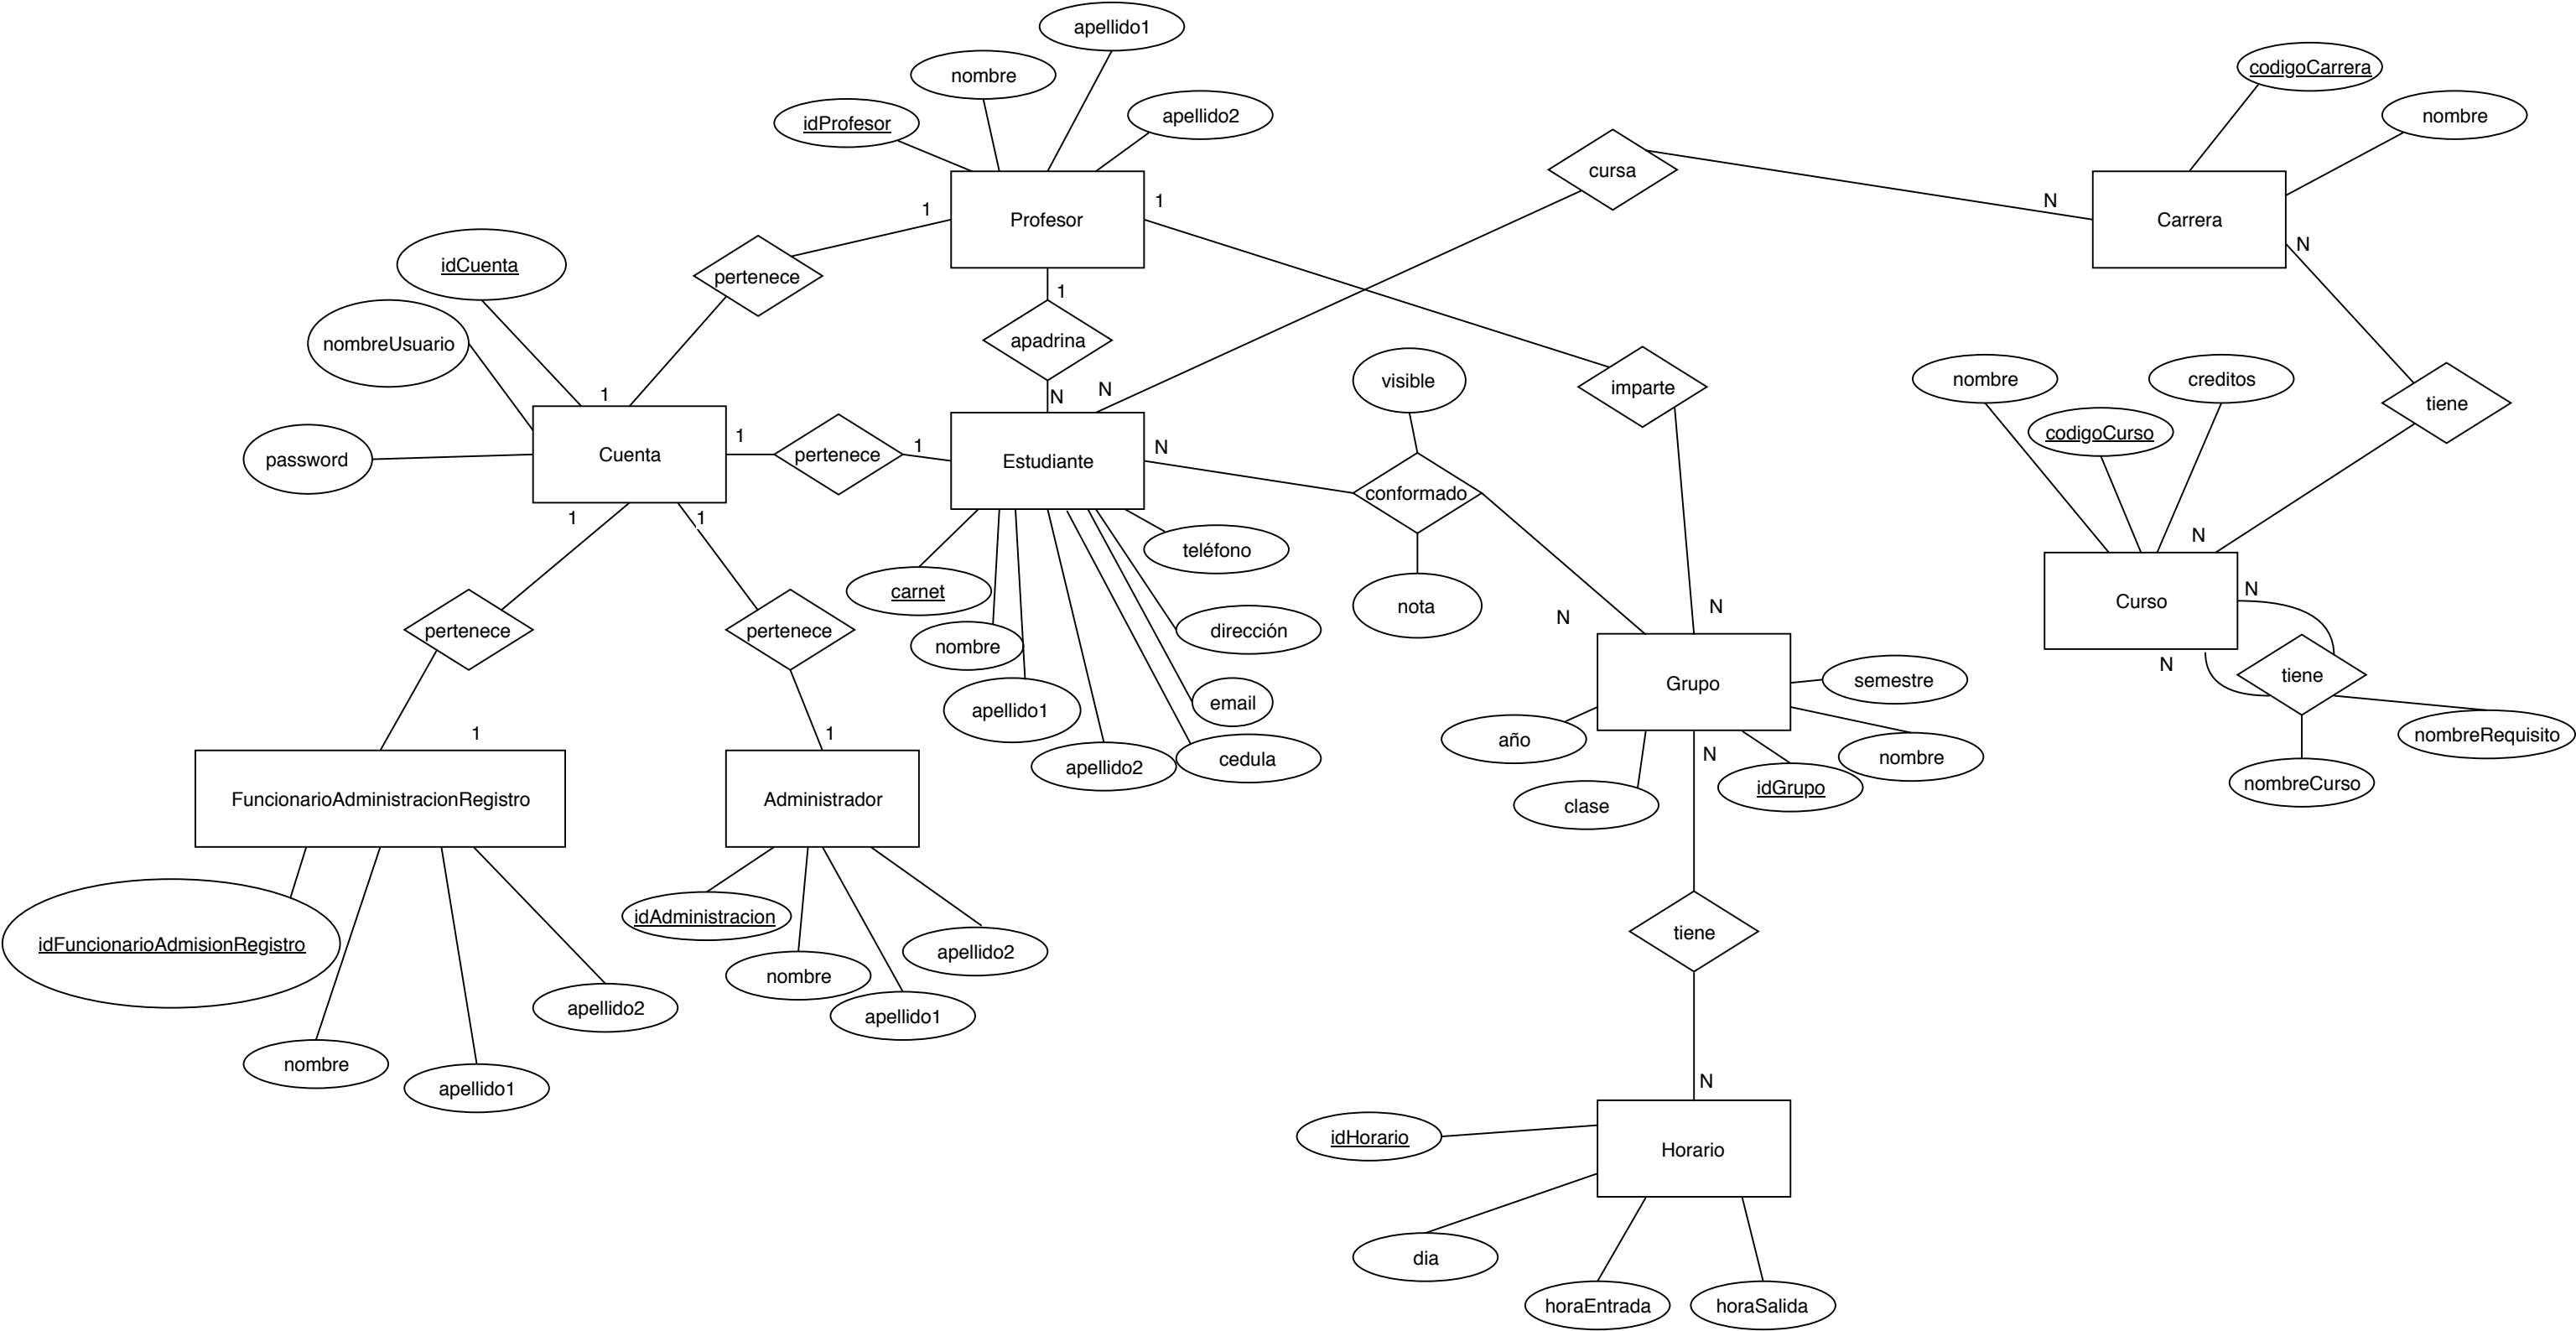 apellido1
nombre
idProfesor
apellido2
codigoCarrera
nombre
cursa
Profesor
1
1
N
Carrera
N
idCuenta
pertenece
1
apadrina
nombreUsuario
visible
imparte
nombre
creditos
tiene
codigoCurso
1
N
N
password
Cuenta
1
pertenece
1
Estudiante
N
conformado
1
1
teléfono
N
carnet
nota
N
N
Curso
N
pertenece
pertenece
nombre
dirección
N
tiene
apellido1
email
Grupo
semestre
1
1
año
apellido2
cedula
N
nombre
nombreRequisito
FuncionarioAdministracionRegistro
Administrador
clase
idGrupo
nombreCurso
idFuncionarioAdmisionRegistro
idAdministracion
apellido2
tiene
nombre
apellido2
apellido1
nombre
apellido1
N
idHorario
Horario
dia
horaEntrada
horaSalida